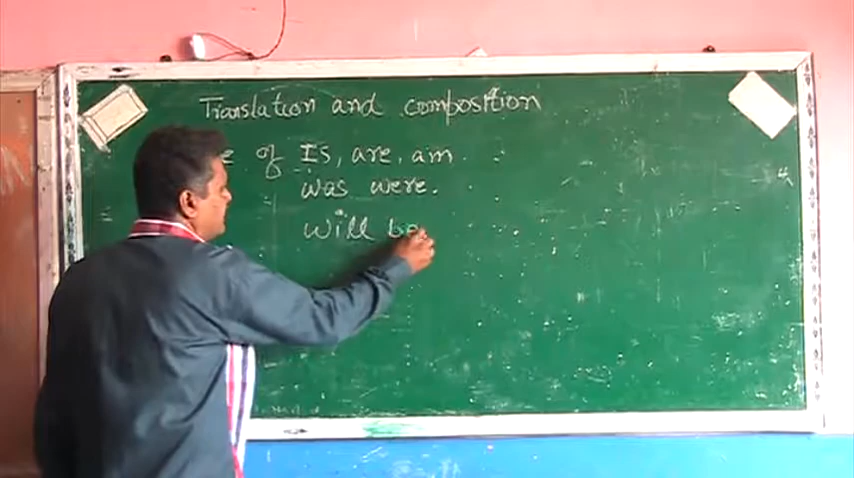 Translation and composition
of Is, are, am.
was were.
will be